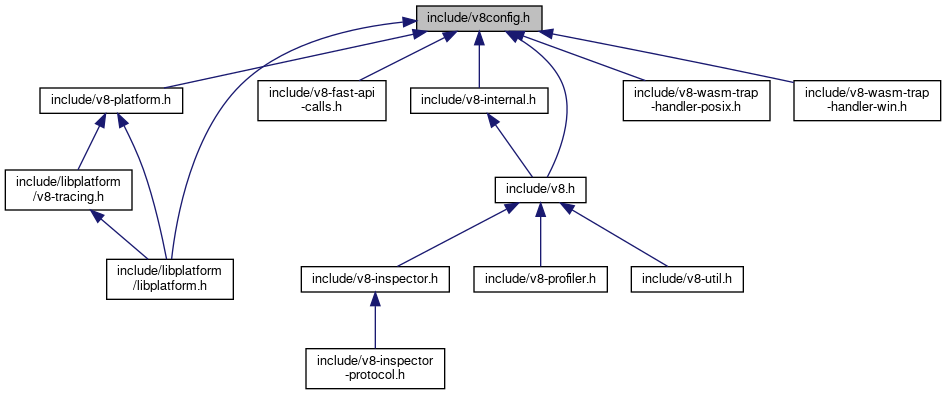 include/v8config.h
include/v8-platform.h
include/v8-fast-api
-calls.h
include/v8-internal.h
include/v8-wasm-trap
-handler-posix.h
include/v8-wasm-trap
-handler-win.h
include/libplatform
/v8-tracing.h
include/v8.h
include/libplatform
/libplatform.h
include/v8-inspector.h
include/v8-profiler.h
include/v8-util.h
include/v8-inspector
-protocol.h